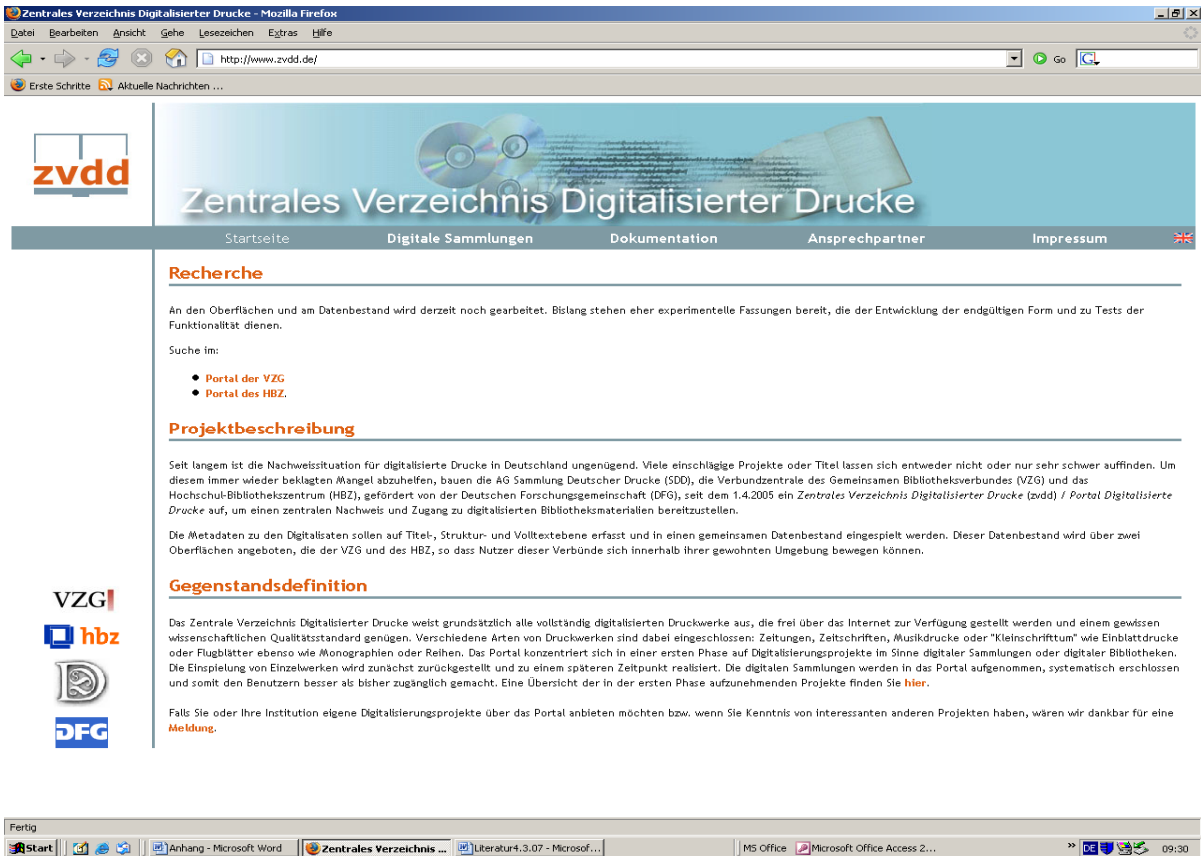 Zentrales Verzeichnis Digitalisierter Drucke - Mozilla Firefox
Datei Bearbeiten Ansicht Gehe Lesezeichen Extras Hilfe
http://www.zvdd.de/ Go G
Erste Schritte Aktuelle Nachrichten ...
zvdd
Zentrales Verzeichnis Digitalisierter Drucke
Startseite Digitale Sammlungen Dokumentation Ansprechpartner Impressum
Recherche
An den Oberflächen und am Datenbestand wird derzeit noch gearbeitet. Bislang stehen eher experimentelle Fassungen bereit, die der Entwicklung der endgültigen Form und zu Tests der
Funktionalität dienen.
Suche im:
Portal der VZG
Portal des HBZ.
Projektbeschreibung
Seit langem ist die Nachweissituation für digitalisierte Drucke in Deutschland ungenügend. Viele einschlägige Projekte oder Titel lassen sich entweder nicht oder nur sehr schwer auffinden. Um
diesem immer wieder beklagten Mangel abzuhelfen, bauen die AG Sammlung Deutscher Drucke (SDD), die Verbundzentrale des Gemeinsamen Bibliotheksverbundes (VZG) und das
Hochschul-Bibliothekszentrum (HBZ), gefördert von der Deutschen Forschungsgemeinschaft (DFG), seit dem 1.4.2005 ein Zentrales Verzeichnis Digitalisierter Drucke (zvdd) / Portal Digitalisierte
Drucke auf, um einen zentralen Nachweis und Zugang zu digitalisierten Bibliotheksmaterialien bereitzustellen.
Die Metadaten zu den Digitalisaten sollen auf Titel-, Struktur- und Volltextebene erfasst und in einen gemeinsamen Datenbestand eingespielt werden. Dieser Datenbestand wird über zwei
Oberflächen angeboten, die der VZG und des HBZ, so dass Nutzer dieser Verbünde sich innerhalb ihrer gewohnten Umgebung bewegen können.
Gegenstandsdefinition
Das Zentrale Verzeichnis Digitalisierter Drucke weist grundsätzlich alle vollständig digitalisierten Druckwerke aus, die frei über das Internet zur Verfügung gestellt werden und einem gewissen
wissenschaftlichen Qualitätsstandard genügen. Verschiedene Arten von Druckwerken sind dabei eingeschlossen: Zeitungen, Zeitschriften, Musikdrucke oder "Kleinschrifttum" wie Einblattdrucke
oder Flugblätter ebenso wie Monographien oder Reihen. Das Portal konzentriert sich in einer ersten Phase auf Digitalisierungsprojekte im Sinne digitaler Sammlungen oder digitaler Bibliotheken.
Die Einspielung von Einzelwerken wird zunächst zurückgestellt und zu einem späteren Zeitpunkt realisiert. Die digitalen Sammlungen werden in das Portal aufgenommen, systematisch erschlossen
und somit den Benutzern besser als bisher zugänglich gemacht. Eine Übersicht der in der ersten Phase aufzunehmenden Projekte finden Sie hier.
Falls Sie oder Ihre Institution eigene Digitalisierungsprojekte über das Portal anbieten möchten bzw. wenn Sie Kenntnis von interessanten anderen Projekten haben, wären wir dankbar für eine
Meldung.
VZG
hbz
D
DFG
Fertig
Start Anhang - Microsoft Word Zentrales Verzeichnis ... Literatur4.3.07 - Microsof... MS Office Microsoft Office Access 2... » DE 09:30